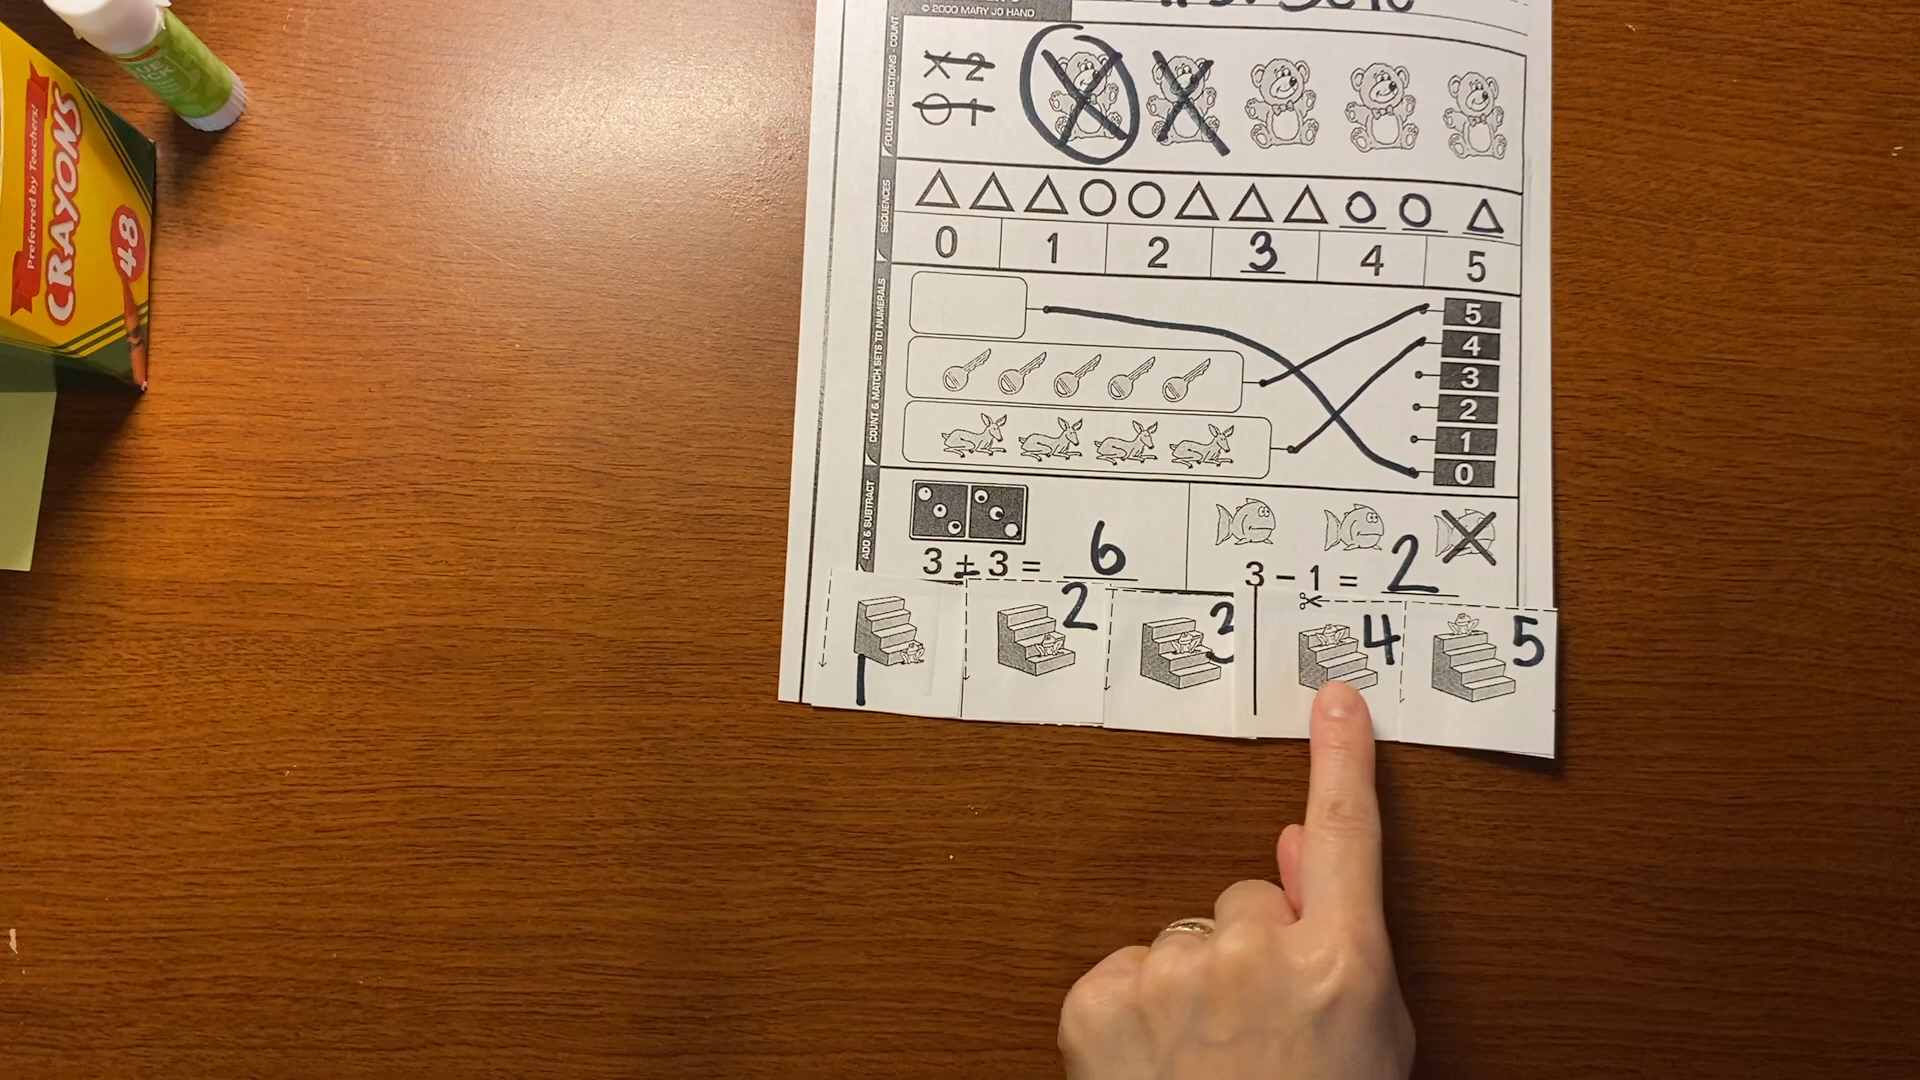 © 2000 MARY JO HAND
FOLLOW DIRECTIONS - COUNT
X 2
O 1
SEQUENCES
0 1 2 3 4 5
COUNT & MATCH SETS TO NUMERALS
5
4
3
2
1
0
ADD & SUBTRACT
3 + 3 = 6
3 - 1 = 2
1 2 3 4 5
Preferred by Teachers!
CRAYONS
48